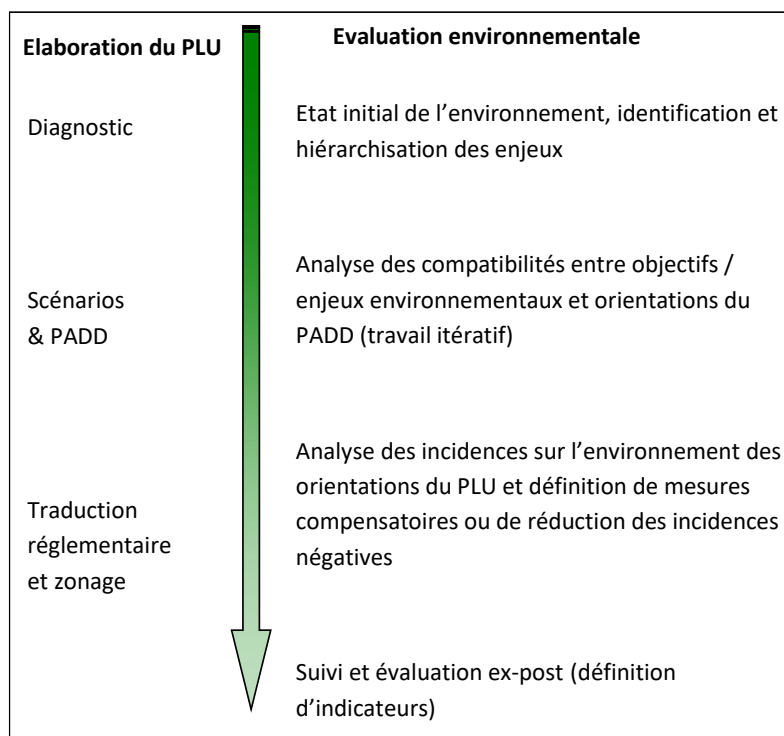 Elaboration du PLU
Evaluation environnementale
Diagnostic
Etat initial de l’environnement, identification et
hiérarchisation des enjeux
Scénarios
& PADD
Analyse des compatibilités entre objectifs /
enjeux environnementaux et orientations du
PADD (travail itératif)
Traduction
réglementaire
et zonage
Analyse des incidences sur l’environnement des
orientations du PLU et définition de mesures
compensatoires ou de réduction des incidences
négatives
Suivi et évaluation ex-post (définition
d’indicateurs)